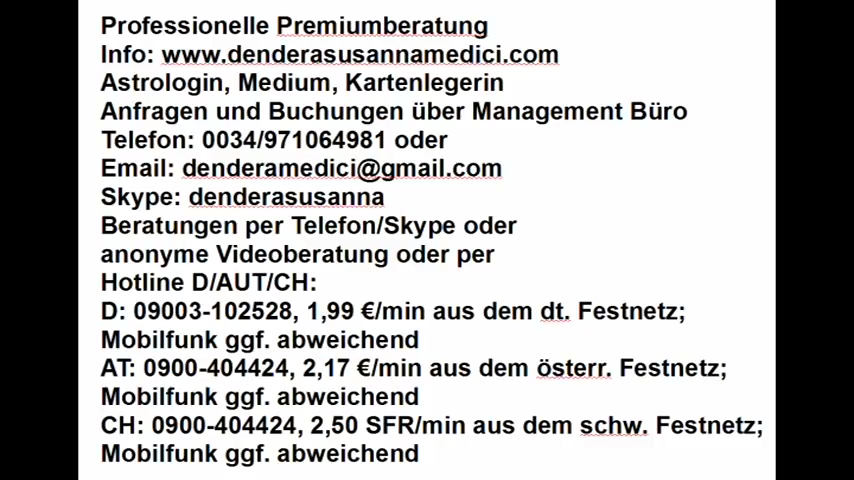 Professionelle Premiumberatung
Info: www.denderasusannamedici.com
Astrologin, Medium, Kartenlegerin
Anfragen und Buchungen über Management Büro
Telefon: 0034/971064981 oder
Email: denderamedici@gmail.com
Skype: denderasusanna
Beratungen per Telefon/Skype oder
anonyme Videoberatung oder per
Hotline D/AUT/CH:
D: 09003-102528, 1,99 €/min aus dem dt. Festnetz;
Mobilfunk ggf. abweichend
AT: 0900-404424, 2,17 €/min aus dem österr. Festnetz;
Mobilfunk ggf. abweichend
CH: 0900-404424, 2,50 SFR/min aus dem schw. Festnetz;
Mobilfunk ggf. abweichend